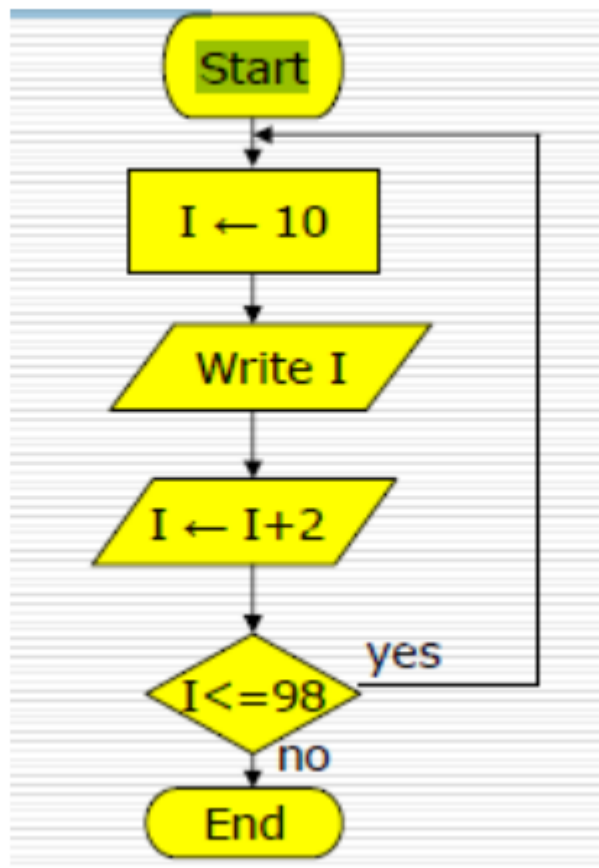 Start
I ← 10
Write I
I ← I+2
I<=98
yes
no
End